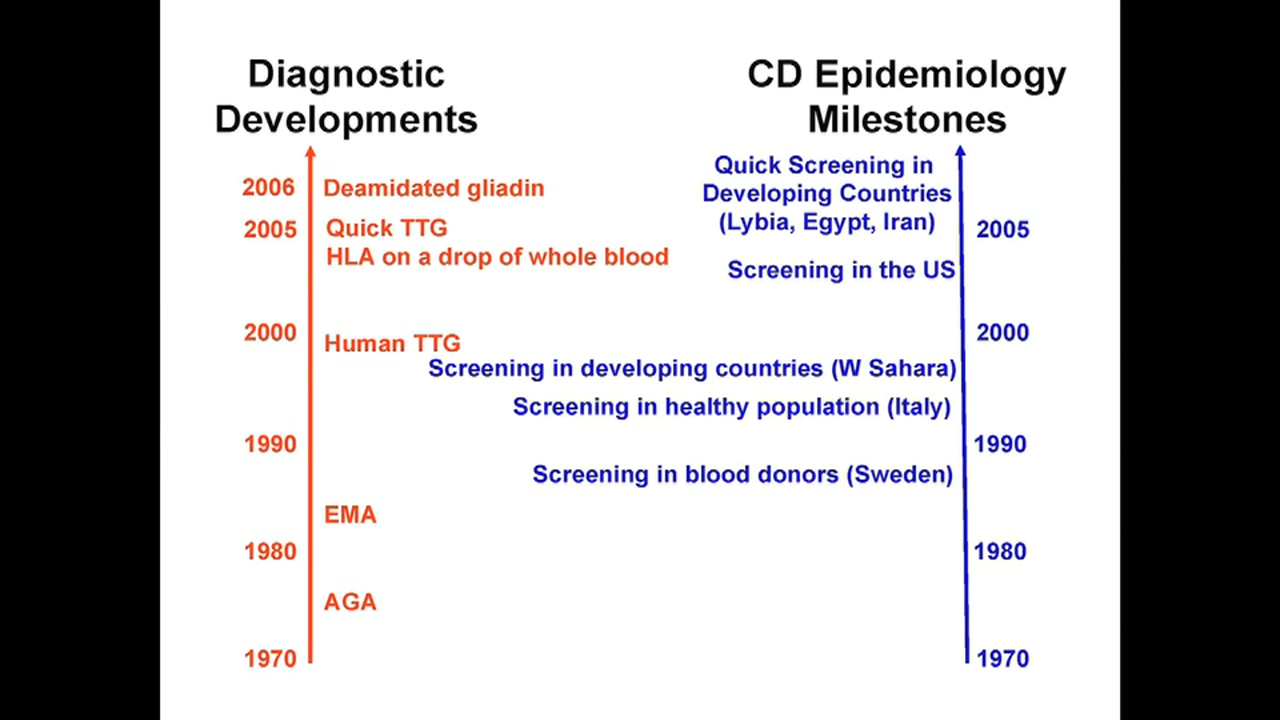 Diagnostic
Developments
2006 Deamidated gliadin
2005 Quick TTG
HLA on a drop of whole blood
2000
Human TTG
1990
EMA
1980
AGA
1970
CD Epidemiology
Milestones
Quick Screening in
Developing Countries
(Lybia, Egypt, Iran)
2005
Screening in the US
2000
Screening in developing countries (W Sahara)
Screening in healthy population (Italy)
1990
Screening in blood donors (Sweden)
1980
1970